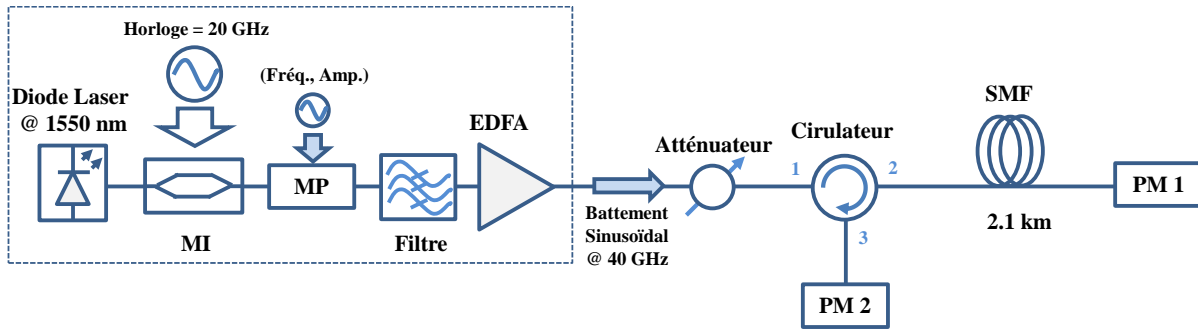 Horloge = 20 GHz
(Fréq., Amp.)
Diode Laser
@ 1550 nm
MI
MP
Filtre
EDFA
Battement
Sinusoïdal
@ 40 GHz
Atténuateur
Cirulateur
1
2
3
PM 2
SMF
2.1 km
PM 1